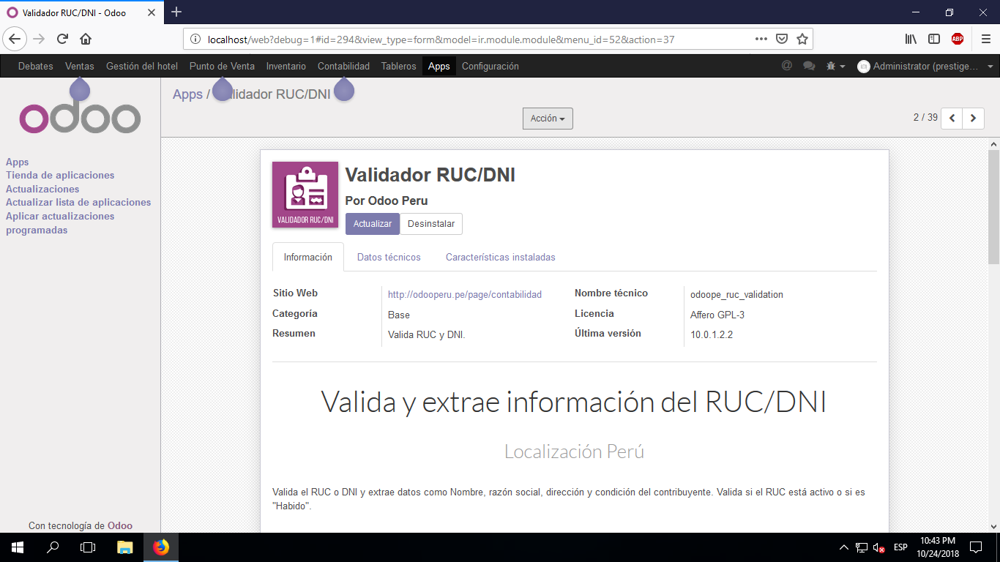 Validador RUC/DNI - Odoo
localhost/web?debug=1#id=294&view_type=form&model=ir.module.module&menu_id=52&action=37
ABP
Debates Ventas Gestión del hotel Punto de Venta Inventario Contabilidad Tableros Apps Configuración
Administrator (prestige...
Apps / lidador RUC/DNI
odoo
Acción
2 / 39
Apps
Tienda de aplicaciones
Actualizaciones
Actualizar lista de aplicaciones
Aplicar actualizaciones
programadas
VALIDADOR RUC/DNI
Validador RUC/DNI
Por Odoo Peru
Actualizar Desinstalar
Información Datos técnicos Características instaladas
Sitio Web http://odooperu.pe/page/contabilidad Nombre técnico odoope_ruc_validation
Categoría Base Licencia Affero GPL-3
Resumen Valida RUC y DNI. Última versión 10.0.1.2.2
Valida y extrae información del RUC/DNI
Localización Perú
Valida el RUC o DNI y extrae datos como Nombre, razón social, dirección y condición del contribuyente. Valida si el RUC está activo o si es
"Habido".
Con tecnología de Odoo
ESP
10:43 PM
10/24/2018